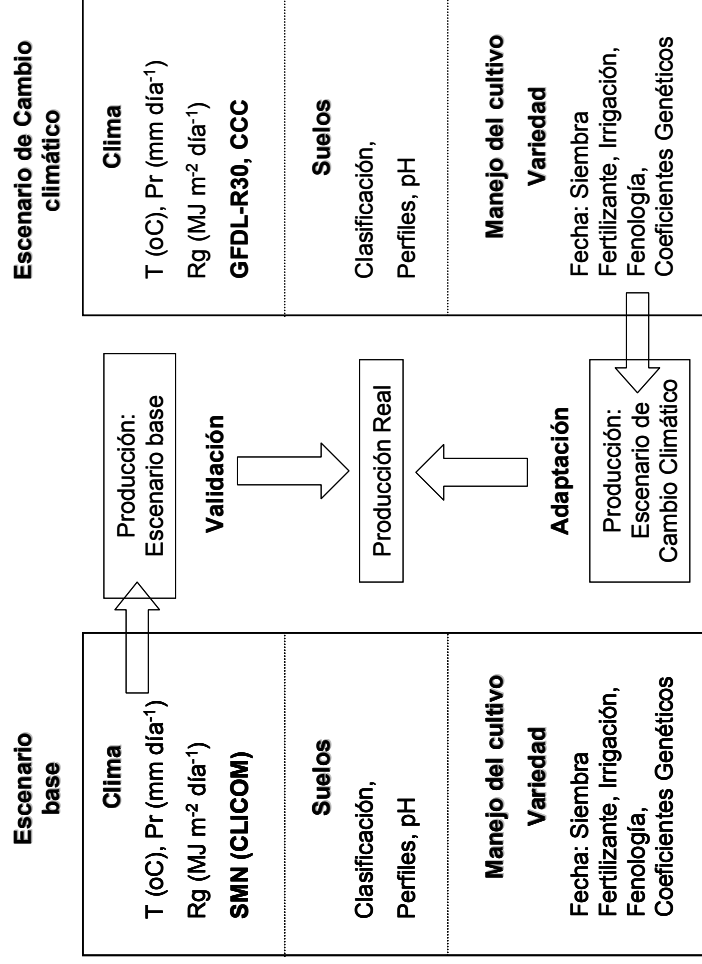 Escenario
base
Clima
T (oC), Pr (mm día-1)
Rg (MJ m-2 día-1)
SMN (CLICOM)
Suelos
Clasificación,
Perfiles, pH
Manejo del cultivo
Variedad
Fecha: Siembra
Fertilizante, Irrigación,
Fenología,
Coeficientes Genéticos
Producción:
Escenario base
Validación
Producción Real
Adaptación
Producción:
Escenario de
Cambio Climático
Escenario de Cambio
climático
Clima
T (oC), Pr (mm día-1)
Rg (MJ m-2 día-1)
GFDL-R30, CCC
Suelos
Clasificación,
Perfiles, pH
Manejo del cultivo
Variedad
Fecha: Siembra
Fertilizante, Irrigación,
Fenología,
Coeficientes Genéticos